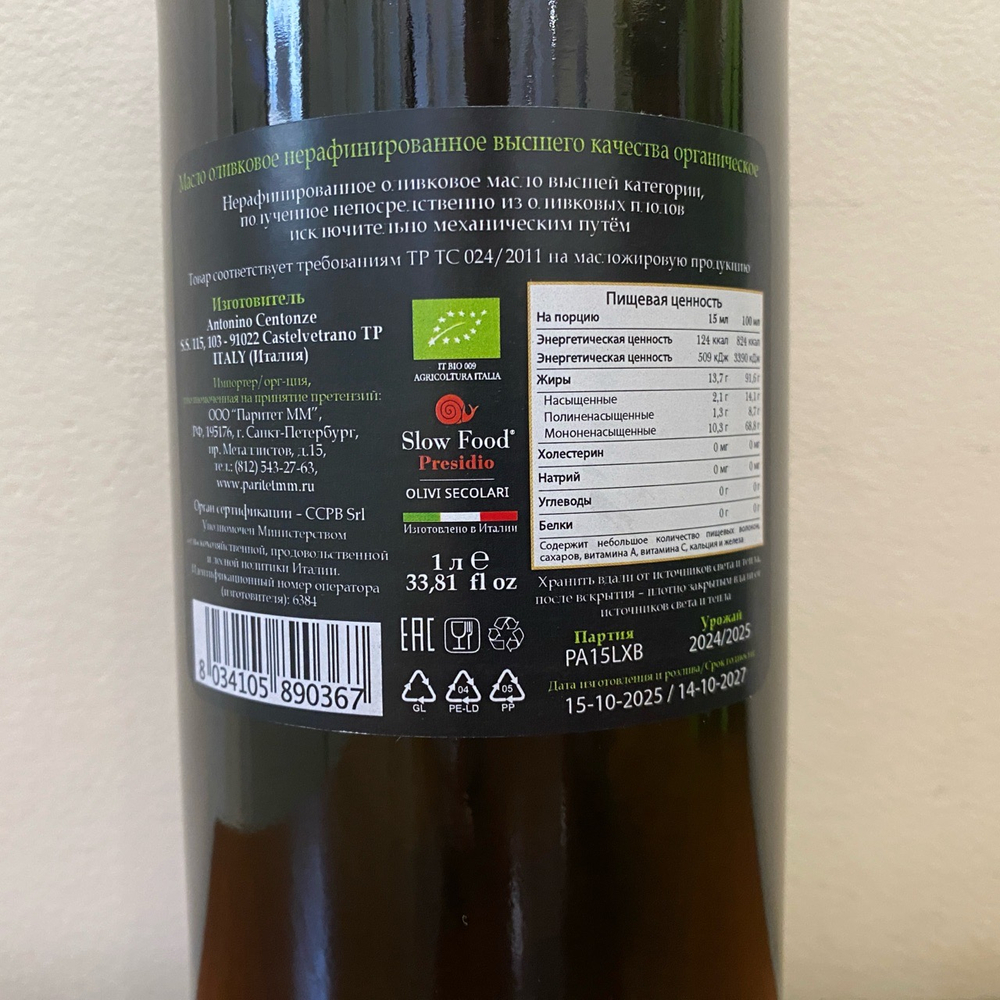 Масло оливковое нерафинированное высшего качества органическое
Нерафинированное оливковое масло высшей категории,
полученное непосредственно из оливковых плодов
исключительно механическим путём
Товар соответствует требованиям ТР ТС 024/2011 на масложировую продукцию
Изготовитель
Antonino Centonze
S.S. 115, 103 - 91022 Castelvetrano TP
ITALY (Италия)
Импортер/орг-ция,
уполномоченная на принятие претензий:
ООО "Паритет ММ",
РФ, 195176, г. Санкт-Петербург,
пр. Металлистов, д.15,
тел.: (812) 543-27-63,
www.paritetmm.ru
Орган сертификации – CCPB Srl
Уполномочен Министерством
сельскохозяйственной, продовольственной
и лесной политики Италии.
Идентификационный номер оператора
(изготовителя): 6384
8 034105 890367
IT BIO 009
AGRICOLTURA ITALIA
Slow Food®
Presidio
OLIVI SECOLARI
Изготовлено в Италии
1 л ℮
33,81 fl oz
EAC
GL
04
PE-LD
05
PP
Пищевая ценность
На порцию 15 мл 100 мл
Энергетическая ценность 124 ккал 824 ккал
Энергетическая ценность 509 кДж 3390 кДж
Жиры 13,7 г 91,6 г
Насыщенные 2,1 г 14,1 г
Полиненасыщенные 1,3 г 8,7 г
Мононенасыщенные 10,3 г 68,8 г
Холестерин 0 мг 0 мг
Натрий 0 мг 0 мг
Углеводы 0 г 0 г
Белки 0 г 0 г
Содержит небольшое количество пищевых волокон,
сахаров, витамина А, витамина С, кальция и железа
Хранить вдали от источников света и тепла,
после вскрытия – плотно закрытым вдали от
источников света и тепла
Партия
PA15LXB
Урожай
2024/2025
Дата изготовления и розлива/Срок годности
15-10-2025 / 14-10-2027